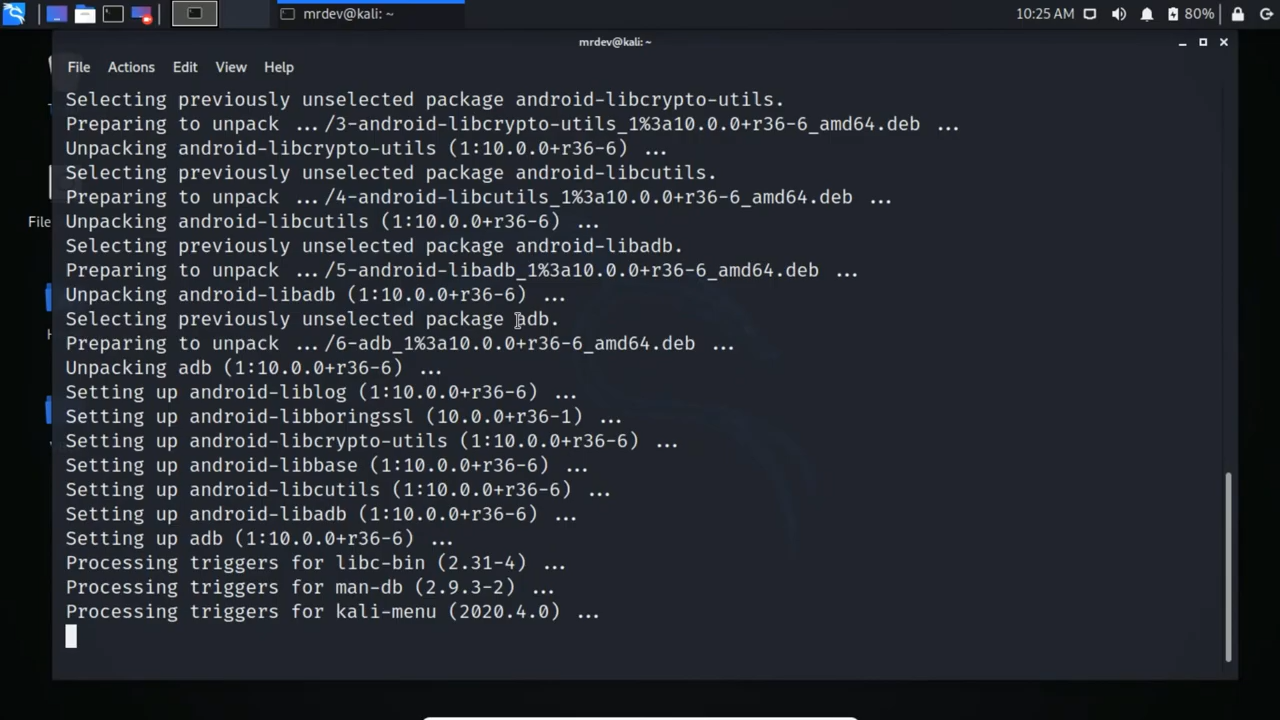 mrdev@kali: ~
10:25 AM
80%
mrdev@kali: ~
File Actions Edit View Help
Selecting previously unselected package android-libcrypto-utils.
Preparing to unpack .../3-android-libcrypto-utils_1%3a10.0.0+r36-6_amd64.deb ...
Unpacking android-libcrypto-utils (1:10.0.0+r36-6) ...
Selecting previously unselected package android-libcutils.
Preparing to unpack .../4-android-libcutils_1%3a10.0.0+r36-6_amd64.deb ...
Unpacking android-libcutils (1:10.0.0+r36-6) ...
File
Selecting previously unselected package android-libadb.
Preparing to unpack .../5-android-libadb_1%3a10.0.0+r36-6_amd64.deb ...
Unpacking android-libadb (1:10.0.0+r36-6) ...
Selecting previously unselected package adb.
Preparing to unpack .../6-adb_1%3a10.0.0+r36-6_amd64.deb ...
Unpacking adb (1:10.0.0+r36-6) ...
Setting up android-liblog (1:10.0.0+r36-6) ...
Setting up android-libboringssl (10.0.0+r36-1) ...
Setting up android-libcrypto-utils (1:10.0.0+r36-6) ...
Setting up android-libbase (1:10.0.0+r36-6) ...
Setting up android-libcutils (1:10.0.0+r36-6) ...
Setting up android-libadb (1:10.0.0+r36-6) ...
Setting up adb (1:10.0.0+r36-6) ...
Processing triggers for libc-bin (2.31-4) ...
Processing triggers for man-db (2.9.3-2) ...
Processing triggers for kali-menu (2020.4.0) ...